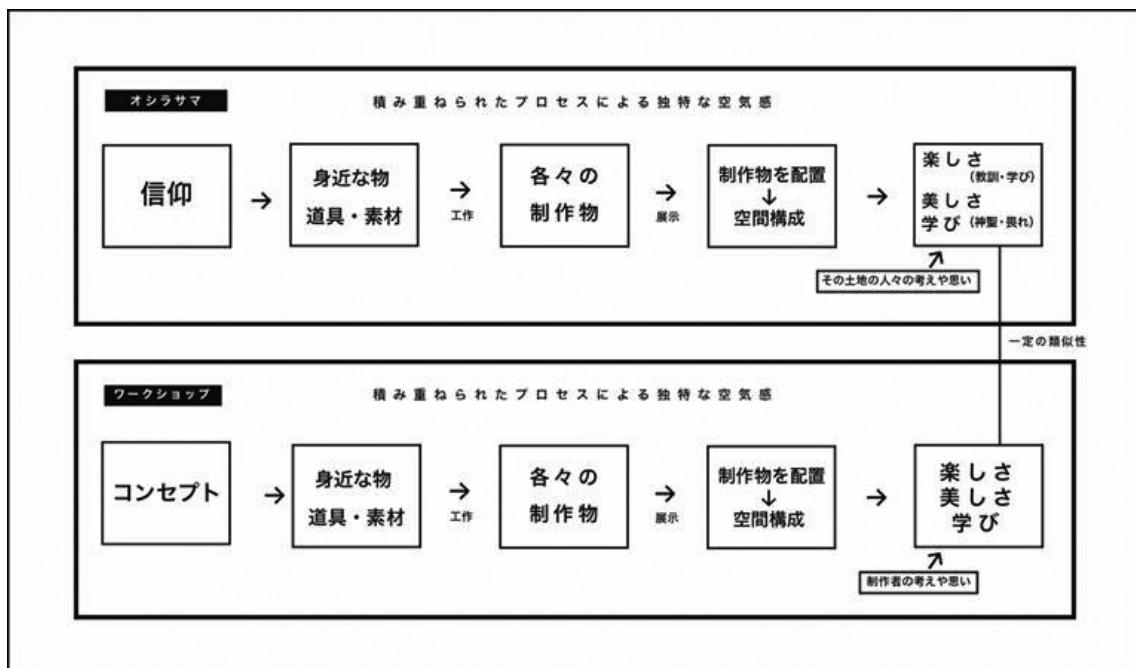 オシラサマ
積み重ねられたプロセスによる独特な空気感
信仰
→
身近な物
道具・素材
→
工作
各々の
制作物
→
展示
制作物を配置
↓
空間構成
→
楽しさ
(教訓・学び)
美しさ
学び(神聖・畏れ)
その土地の人々の考えや思い
一定の類似性
ワークショップ
積み重ねられたプロセスによる独特な空気感
コンセプト
→
身近な物
道具・素材
→
工作
各々の
制作物
→
展示
制作物を配置
↓
空間構成
→
楽しさ
美しさ
学び
制作者の考えや思い